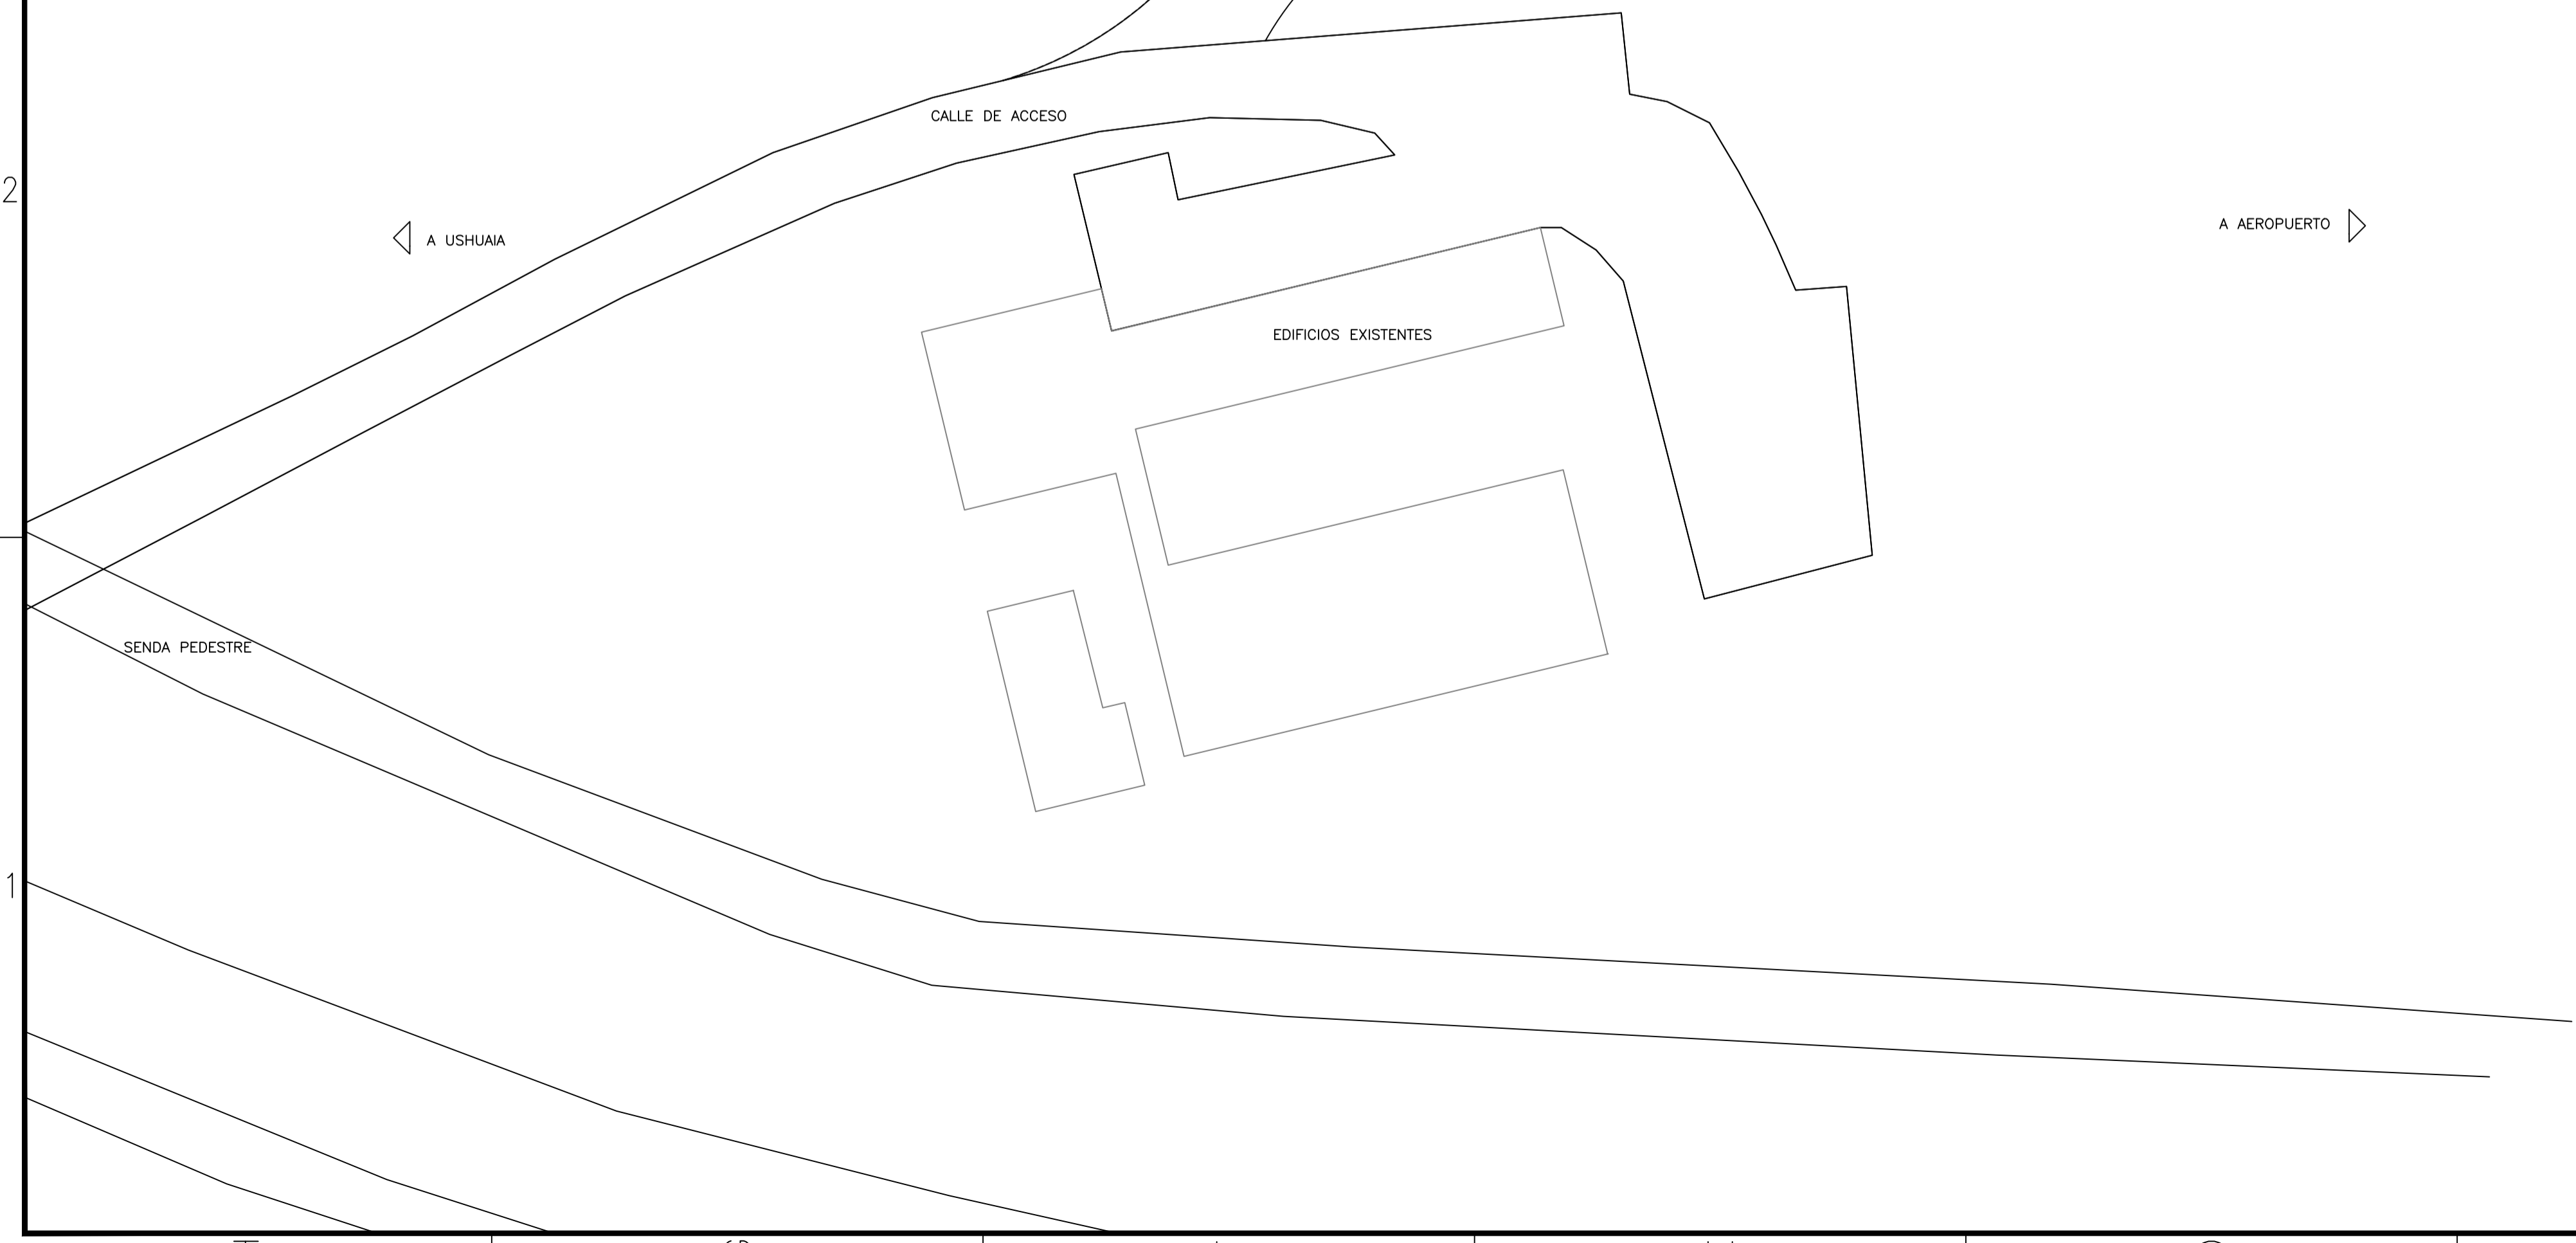 CALLE DE ACCESO
2
A USHUAIA
A AEROPUERTO
EDIFICIOS EXISTENTES
SENDA PEDESTRE
1